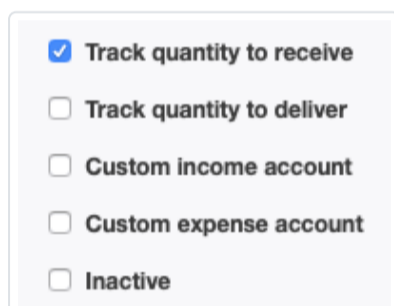 Track quantity to receive
Track quantity to deliver
Custom income account
Custom expense account
Inactive